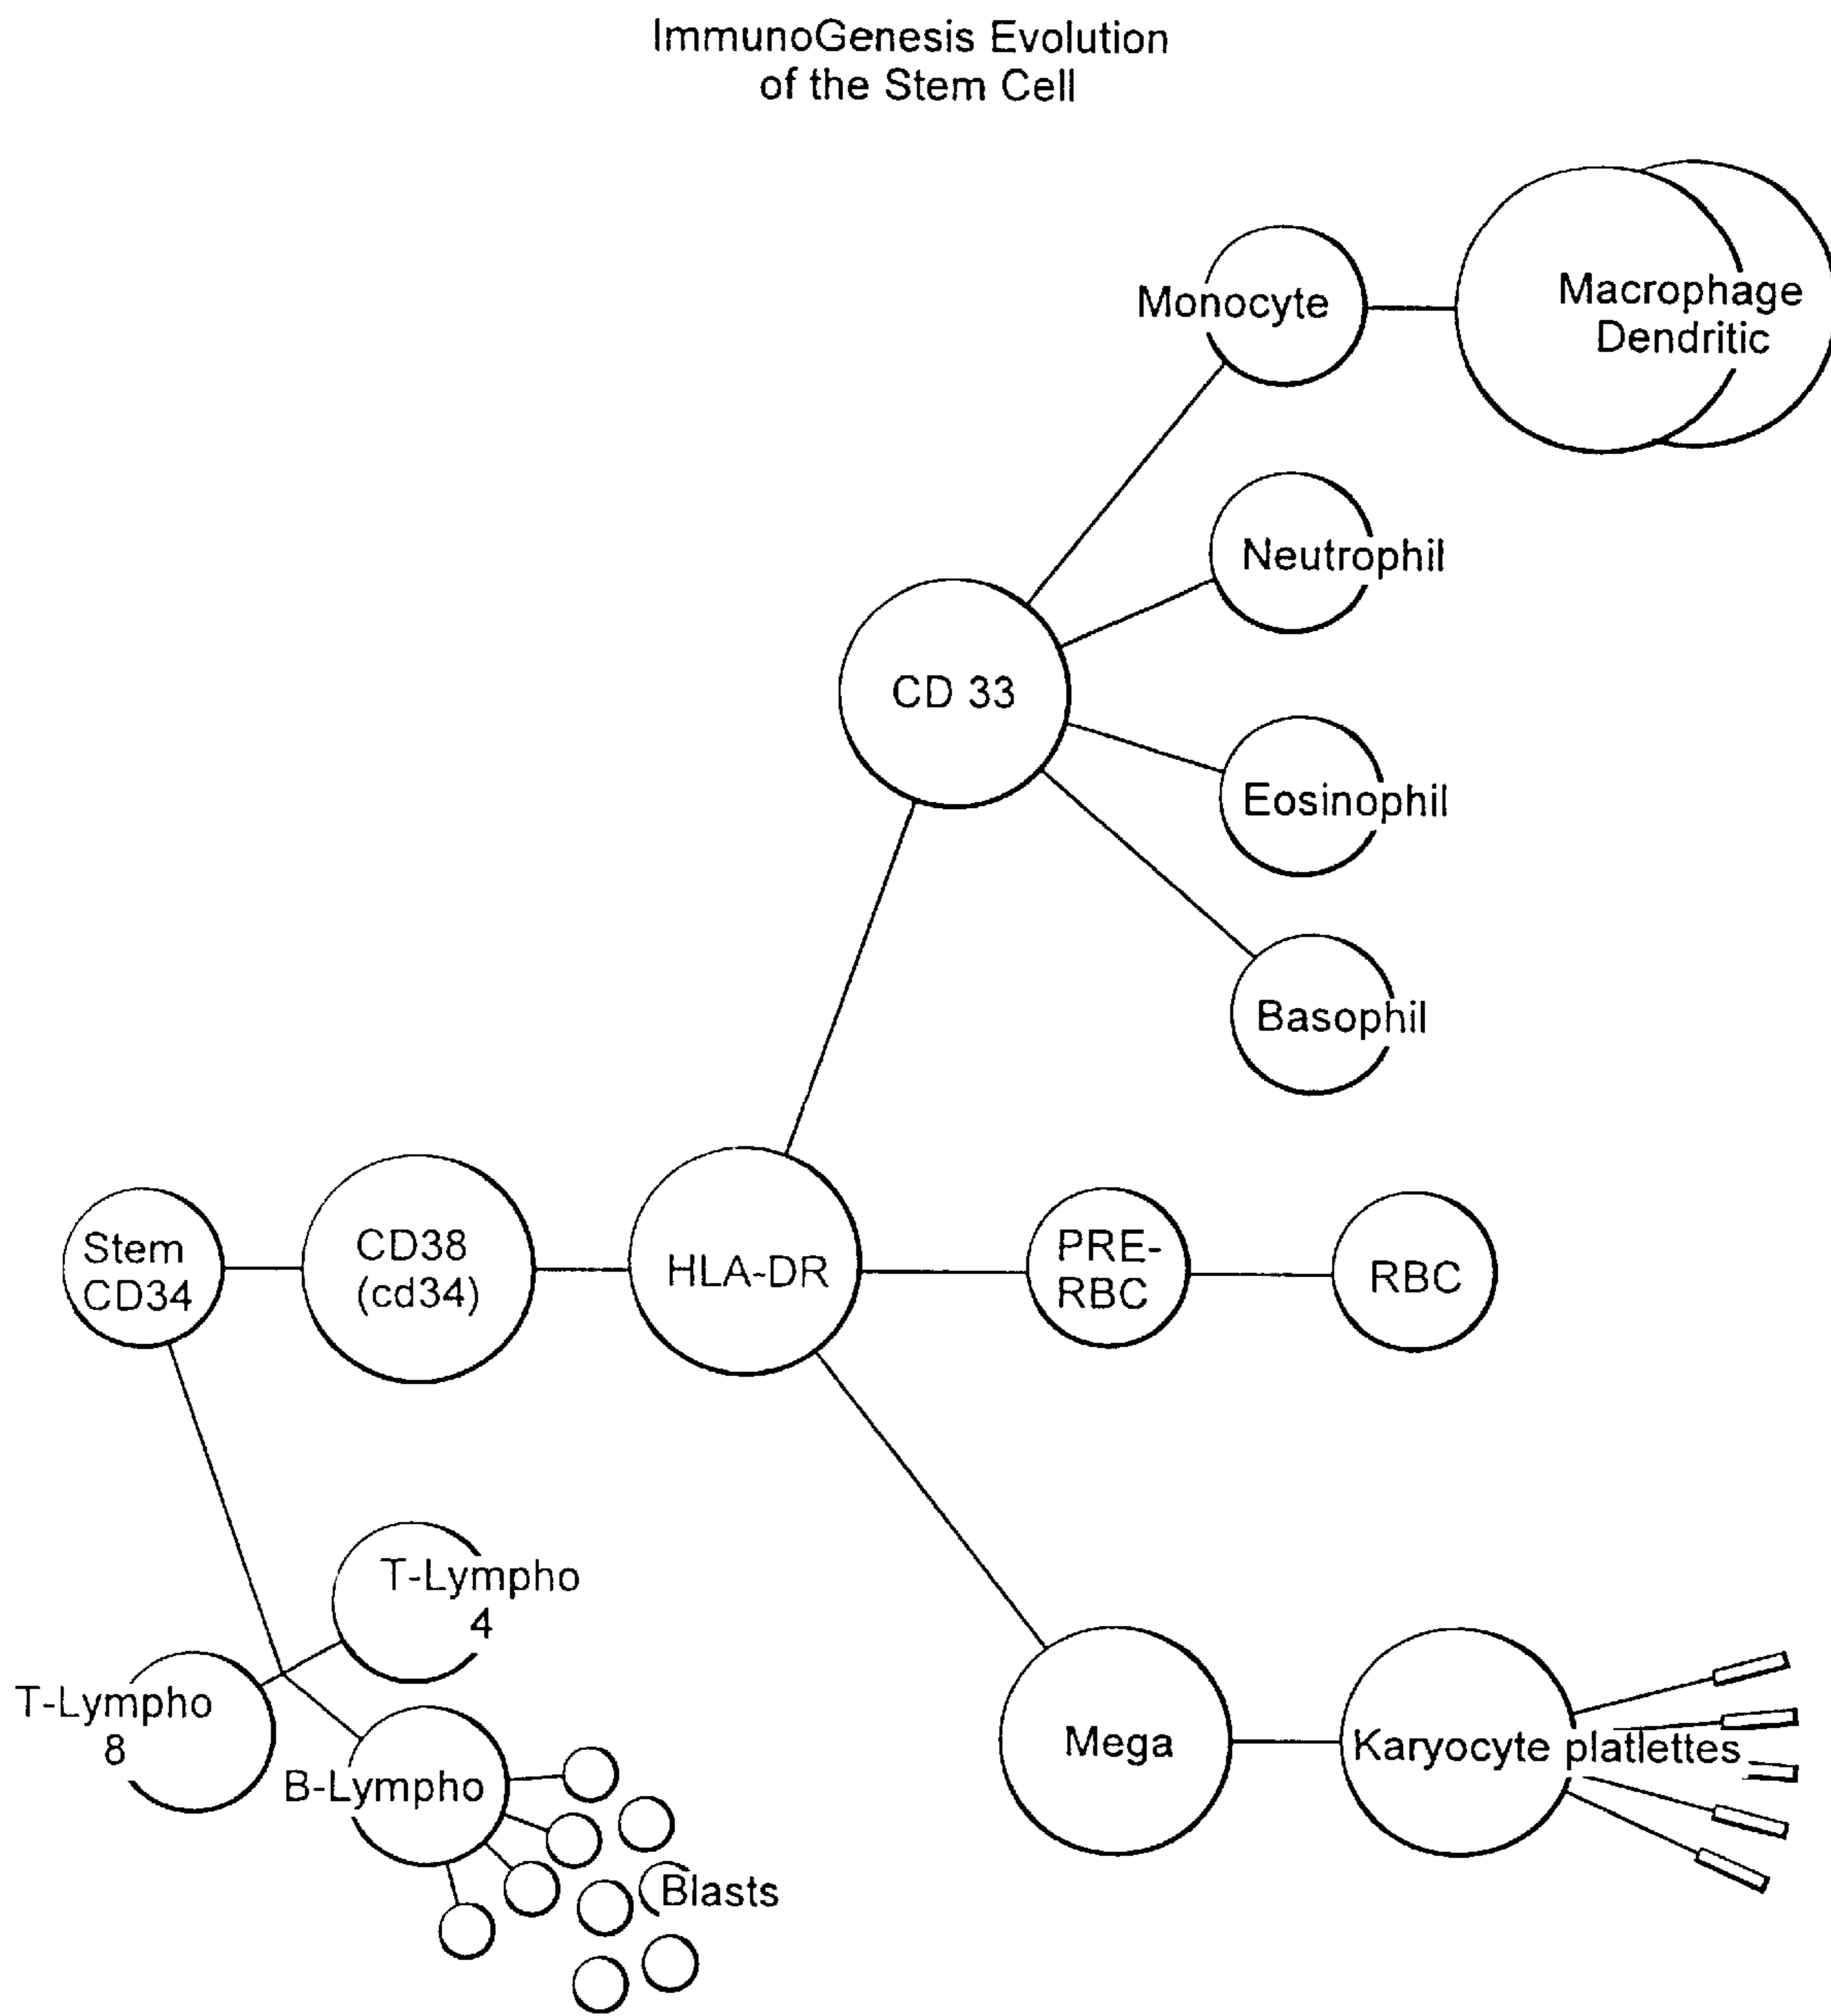 ImmunoGenesis Evolution
of the Stem Cell
Monocyte
Macrophage
Dendritic
Neutrophil
CD 33
Eosinophil
Basophil
Stem
CD34
CD38
(cd34)
HLA-DR
PRE-
RBC
RBC
T-Lympho
4
T-Lympho
8
B-Lympho
Blasts
Mega
Karyocyte platlettes